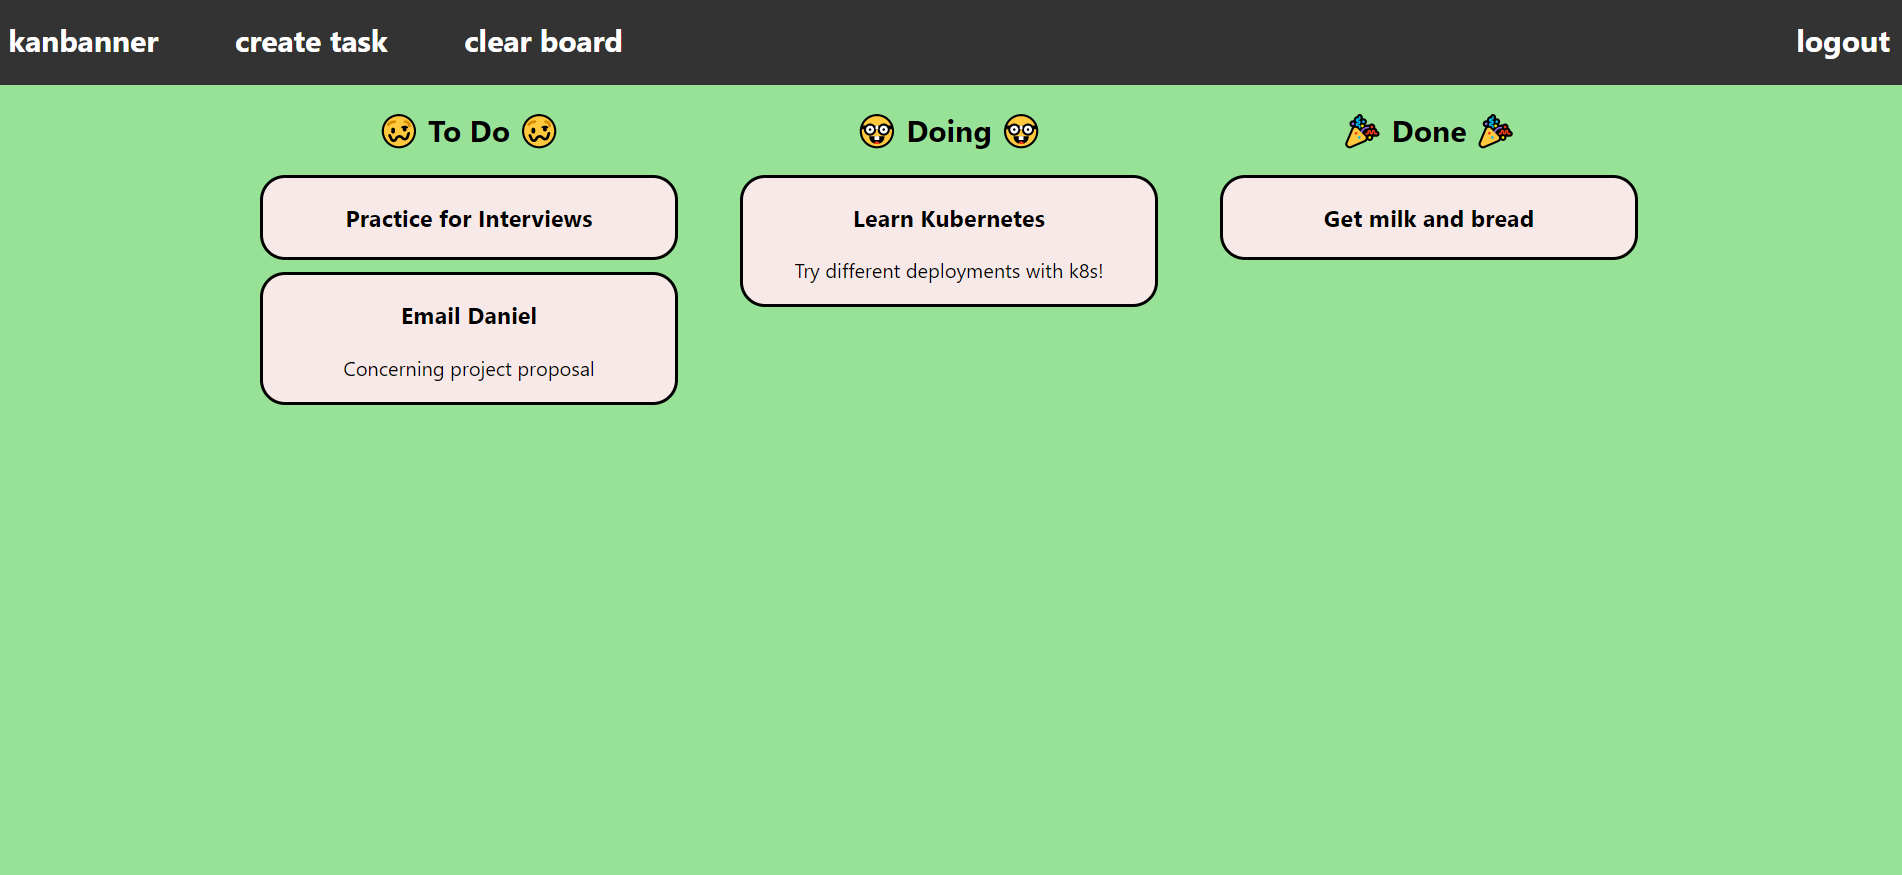 kanbanner create task clear board logout
🥴 To Do 🥴
Practice for Interviews
Email Daniel
Concerning project proposal
🤓 Doing 🤓
Learn Kubernetes
Try different deployments with k8s!
🎉 Done 🎉
Get milk and bread